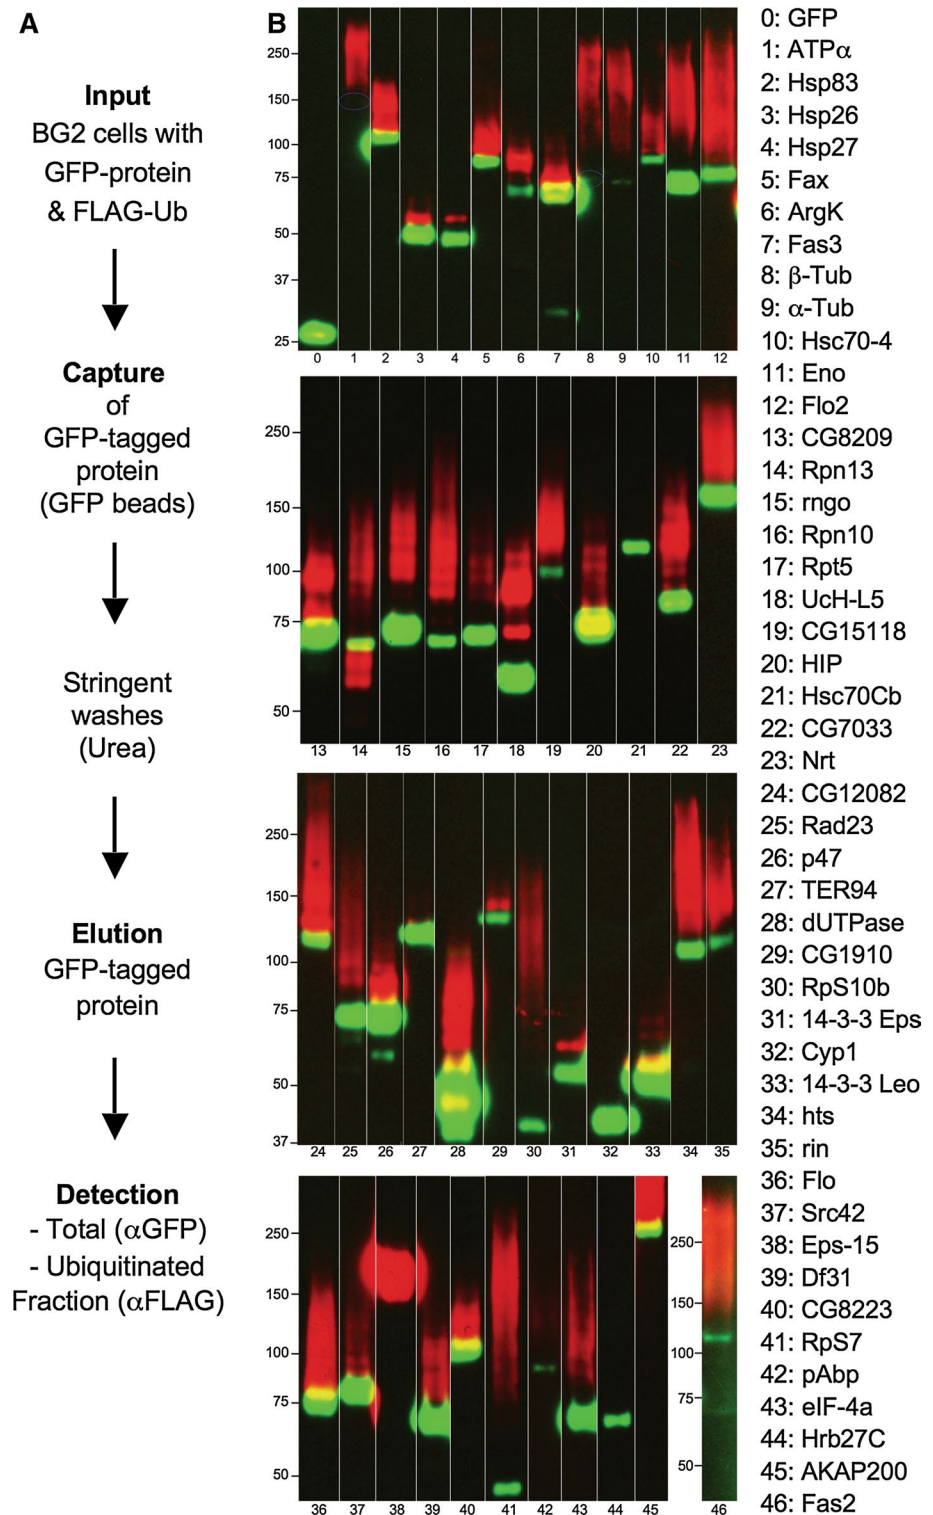 A
Input
BG2 cells with
GFP-protein
& FLAG-Ub
Capture
of
GFP-tagged
protein
(GFP beads)
Stringent
washes
(Urea)
Elution
GFP-tagged
protein
Detection
- Total (αGFP)
- Ubiquitinated
Fraction (αFLAG)
B
250
150
100
75
50
37
25
0 1 2 3 4 5 6 7 8 9 10 11 12
250
150
100
75
50
13 14 15 16 17 18 19 20 21 22 23
250
150
100
75
50
37
24 25 26 27 28 29 30 31 32 33 34 35
250
150
100
75
50
36 37 38 39 40 41 42 43 44 45
250
150
100
75
50
46
0: GFP
1: ATPα
2: Hsp83
3: Hsp26
4: Hsp27
5: Fax
6: ArgK
7: Fas3
8: β-Tub
9: α-Tub
10: Hsc70-4
11: Eno
12: Flo2
13: CG8209
14: Rpn13
15: rngo
16: Rpn10
17: Rpt5
18: UcH-L5
19: CG15118
20: HIP
21: Hsc70Cb
22: CG7033
23: Nrt
24: CG12082
25: Rad23
26: p47
27: TER94
28: dUTPase
29: CG1910
30: RpS10b
31: 14-3-3 Eps
32: Cyp1
33: 14-3-3 Leo
34: hts
35: rin
36: Flo
37: Src42
38: Eps-15
39: Df31
40: CG8223
41: RpS7
42: pAbp
43: eIF-4a
44: Hrb27C
45: AKAP200
46: Fas2